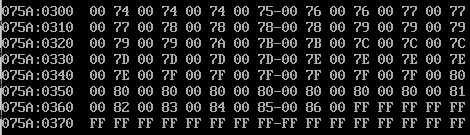 075A:0300  00 74 00 74 00 74 00 75-00 76 00 76 00 77 00 77
075A:0310  00 77 00 78 00 78 00 78-00 78 00 79 00 79 00 79
075A:0320  00 79 00 79 00 7A 00 7B-00 7B 00 7C 00 7C 00 7C
075A:0330  00 7D 00 7D 00 7D 00 7D-00 7E 00 7E 00 7E 00 7E
075A:0340  00 7E 00 7F 00 7F 00 7F-00 7F 00 7F 00 7F 00 80
075A:0350  00 80 00 80 00 80 00 80-00 80 00 80 00 80 00 81
075A:0360  00 82 00 83 00 84 00 85-00 86 00 FF FF FF FF FF
075A:0370  FF FF FF FF FF FF FF FF-FF FF FF FF FF FF FF FF